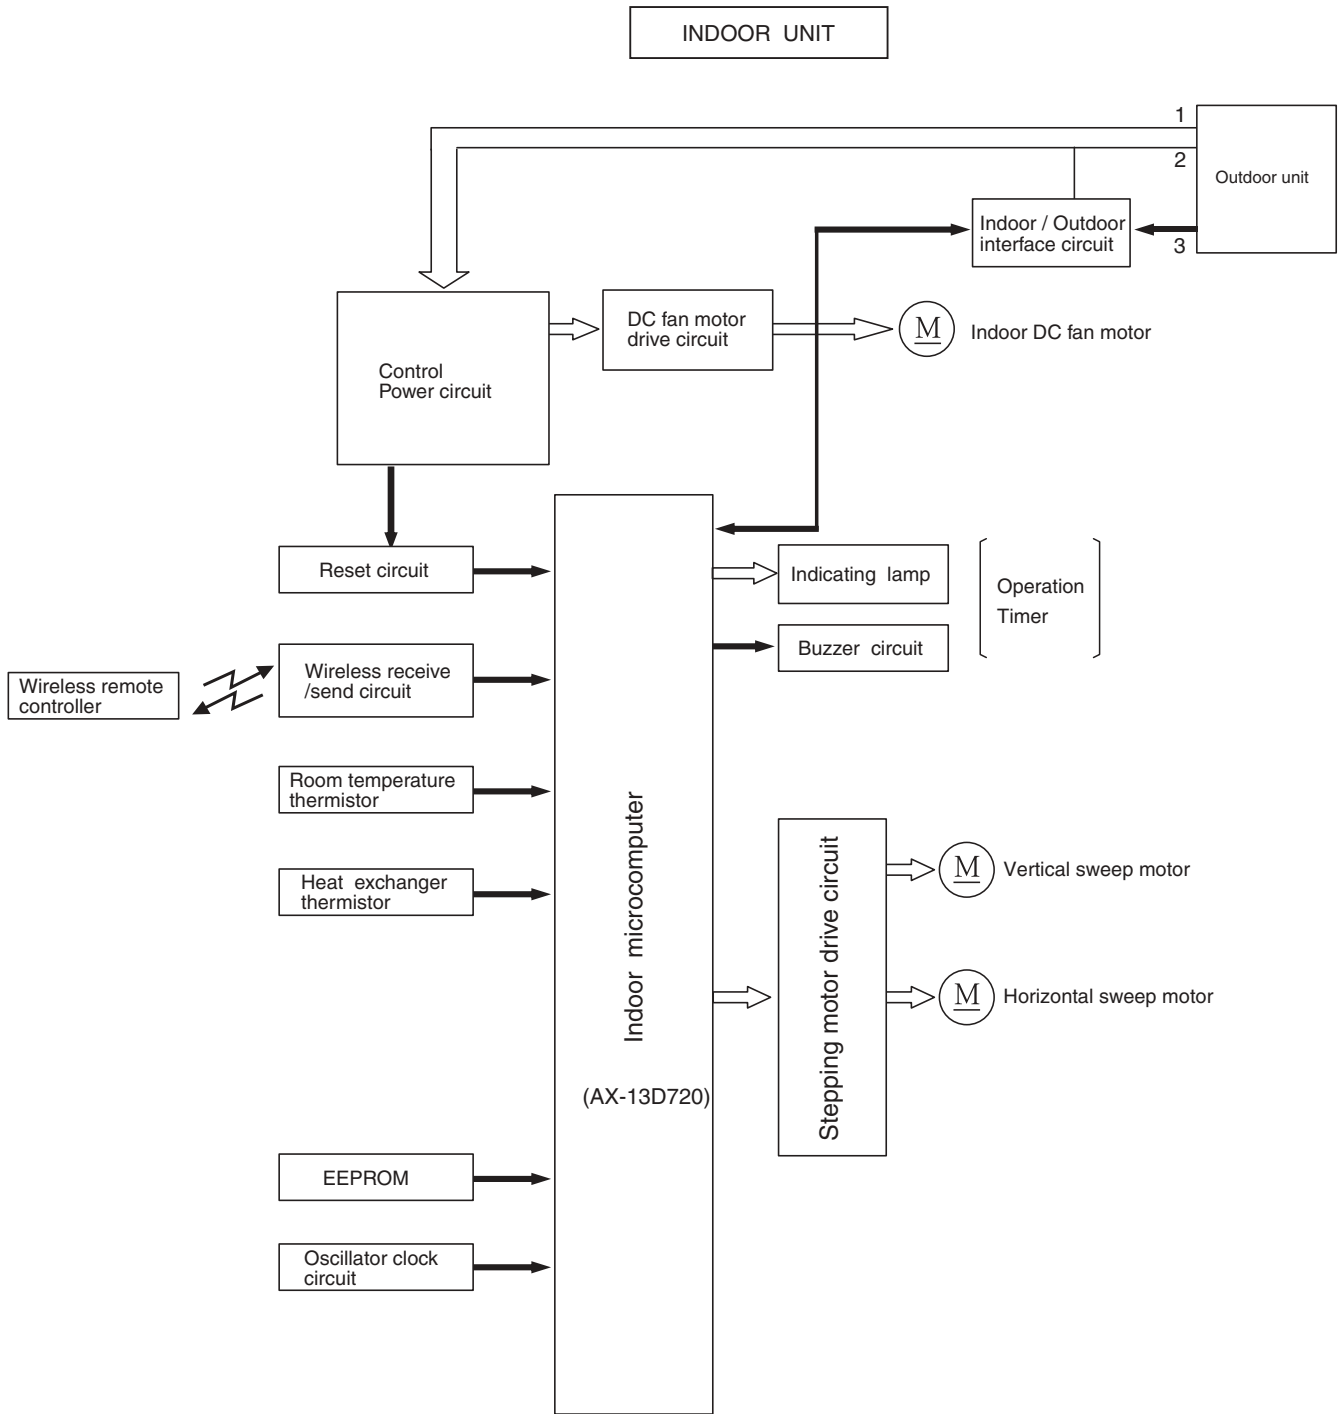 INDOOR UNIT
1
2
Outdoor unit
Indoor / Outdoor
interface circuit
3
DC fan motor
drive circuit
M
Indoor DC fan motor
Control
Power circuit
Reset circuit
Indicating lamp
Operation
Timer
Buzzer circuit
Wireless remote
controller
Wireless receive
/send circuit
Room temperature
thermistor
Heat exchanger
thermistor
Indoor microcomputer
(AX-13D720)
Stepping motor drive circuit
M
Vertical sweep motor
M
Horizontal sweep motor
EEPROM
Oscillator clock
circuit